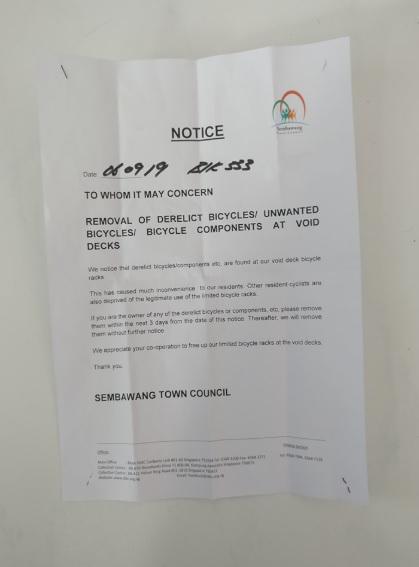 Sembawang
NOTICE
Date: 060919 BLK 533
TO WHOM IT MAY CONCERN
REMOVAL OF DERELICT BICYCLES/ UNWANTED
BICYCLES/ BICYCLE COMPONENTS AT VOID
DECKS
We notice that derelict bicycles/components etc, are found at our void deck bicycle
racks.
This has caused much inconvenience to our residents. Other resident cyclists are
also deprived of the legitimate use of the limited bicycle racks.
If you are the owner of any of the derelict bicycles or components, etc, please remove
them within the next 3 days from the date of this notice. Thereafter, we will remove
them without further notice.
We appreciate your co-operation to free up our limited bicycle racks at the void decks.
Thank you.
SEMBAWANG TOWN COUNCIL
Main Office